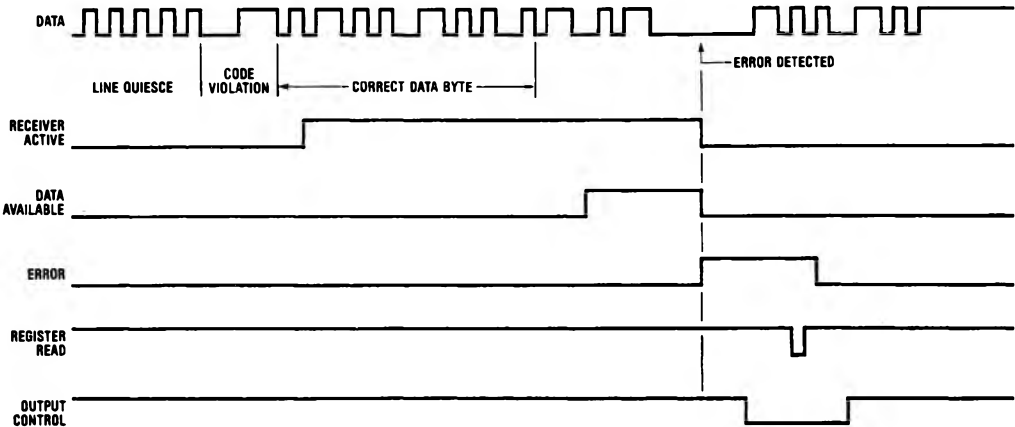 DATA
ERROR DETECTED
LINE QUIESCE
CODE
VIOLATION
CORRECT DATA BYTE
RECEIVER
ACTIVE
DATA
AVAILABLE
ERROR
REGISTER
READ
OUTPUT
CONTROL